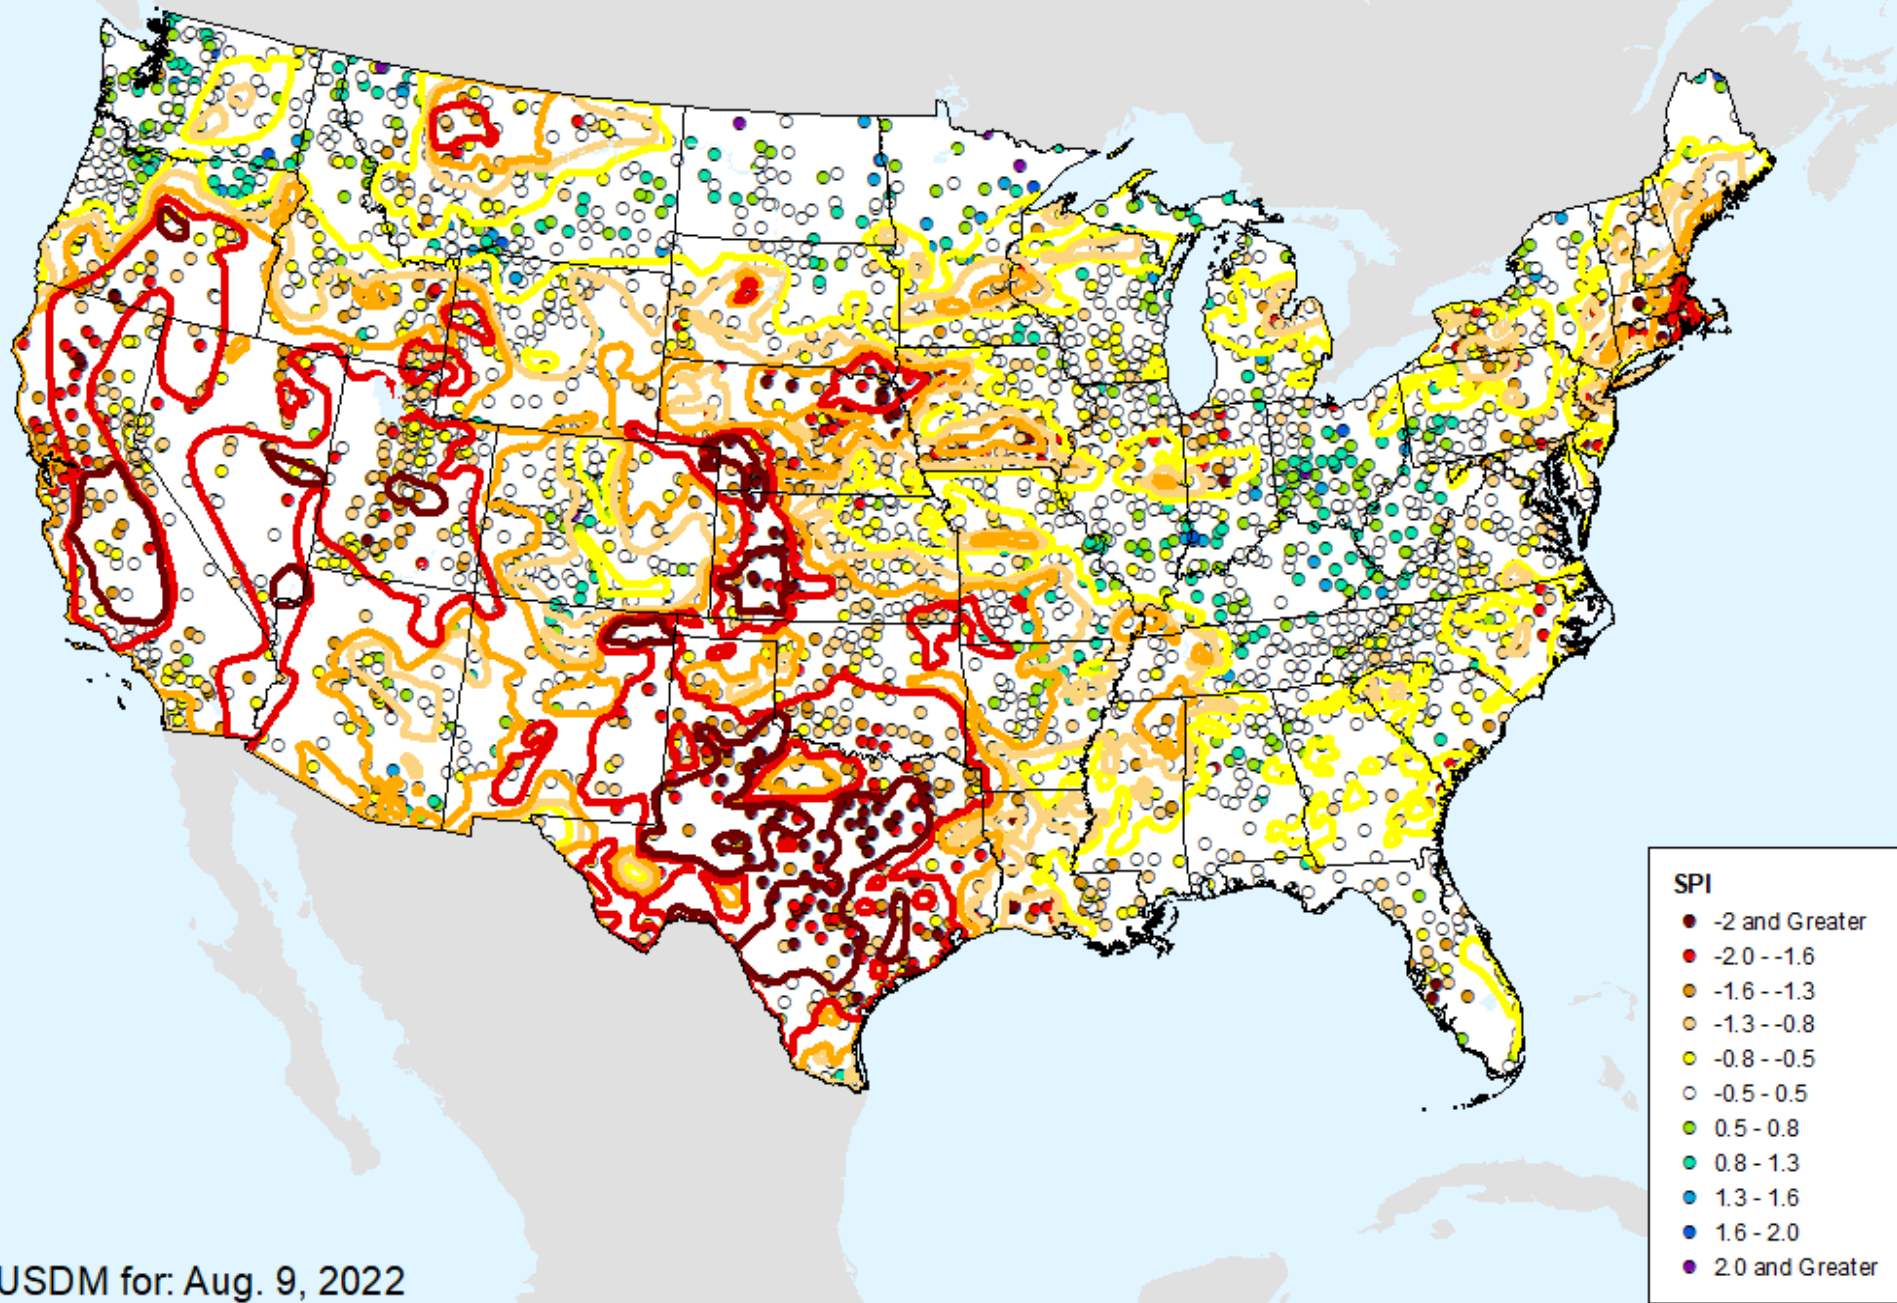 SPI
-2 and Greater
-2.0 - -1.6
-1.6 - -1.3
-1.3 - -0.8
-0.8 - -0.5
-0.5 - 0.5
0.5 - 0.8
0.8 - 1.3
1.3 - 1.6
1.6 - 2.0
2.0 and Greater
USDM for: Aug. 9, 2022